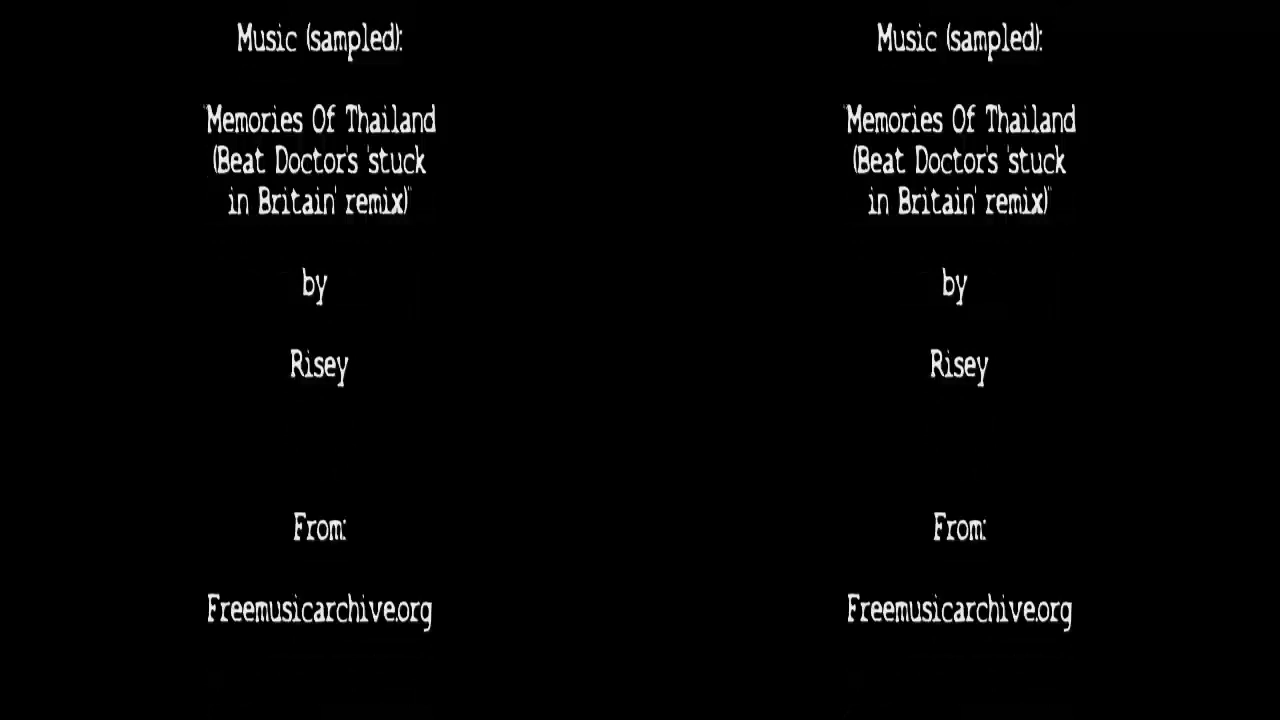 Music (sampled):
"Memories Of Thailand
(Beat Doctor's 'stuck
in Britain' remix)"
by
Risey
From:
Freemusicarchive.org
Music (sampled):
"Memories Of Thailand
(Beat Doctor's 'stuck
in Britain' remix)"
by
Risey
From:
Freemusicarchive.org